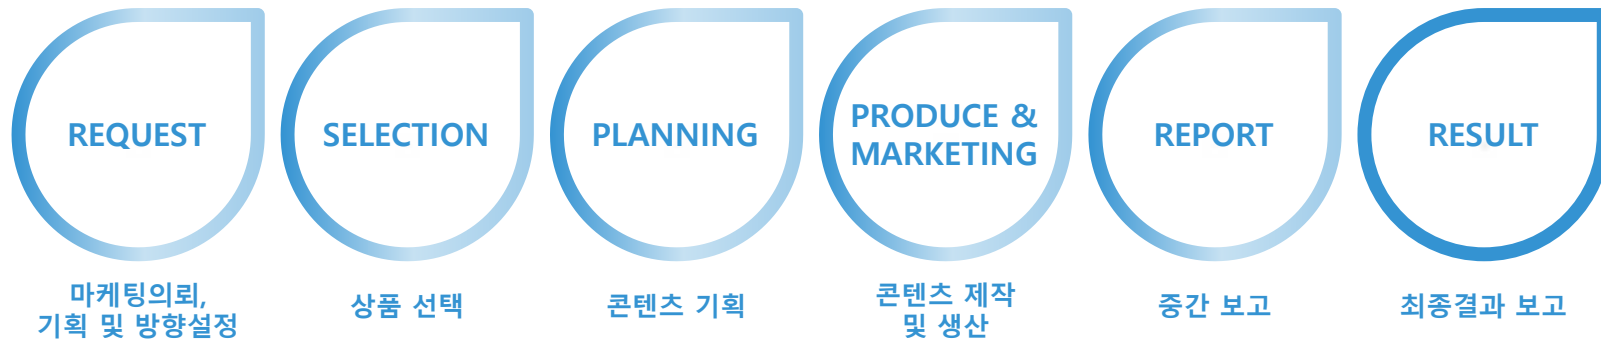 REQUEST
SELECTION
PLANNING
PRODUCE &
MARKETING
REPORT
RESULT
마케팅의뢰,
기획 및 방향설정
상품 선택
콘텐츠 기획
콘텐츠 제작
및 생산
중간 보고
최종결과 보고